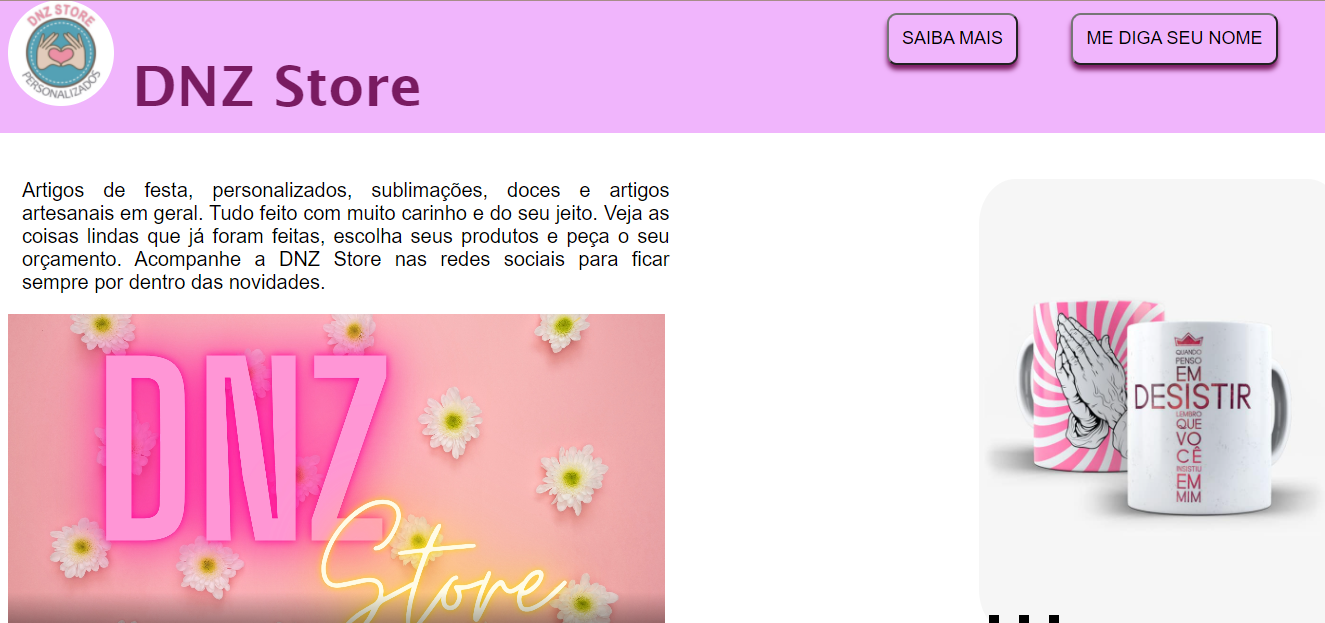 DNZ STORE
PERSONALIZADOS
DNZ Store
SAIBA MAIS
ME DIGA SEU NOME
Artigos de festa, personalizados, sublimações, doces e artigos
artesanais em geral. Tudo feito com muito carinho e do seu jeito. Veja as
coisas lindas que já foram feitas, escolha seus produtos e peça o seu
orçamento. Acompanhe a DNZ Store nas redes sociais para ficar
sempre por dentro das novidades.
DNZ
Store
QUANDO
PENSO
EM
DESISTIR
LEMBRO
QUE
VO
CÊ
INSISTIU
EM
MIM